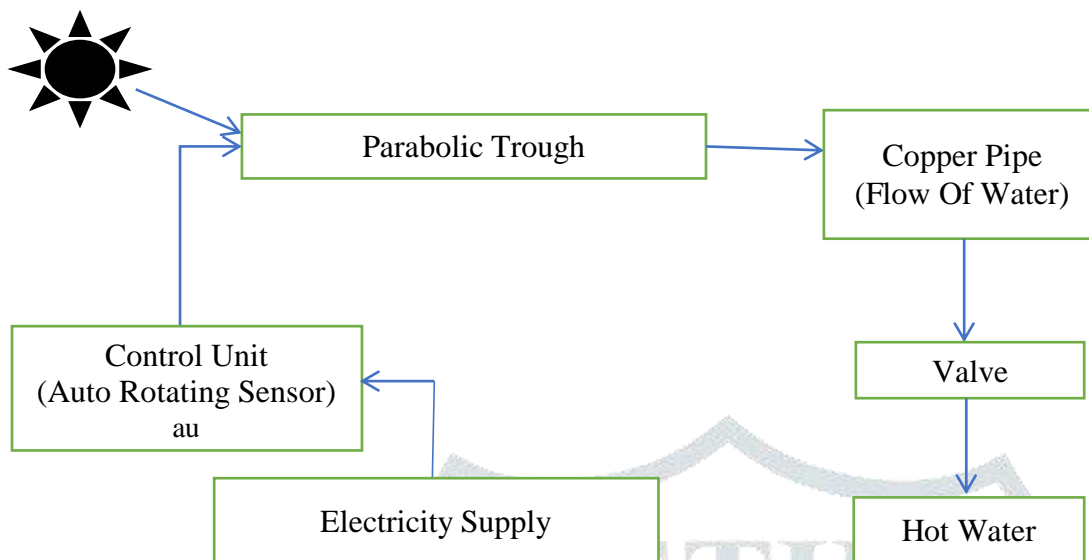 Parabolic Trough
Copper Pipe
(Flow Of Water)
Control Unit
(Auto Rotating Sensor)
au
Valve
Electricity Supply
Hot Water